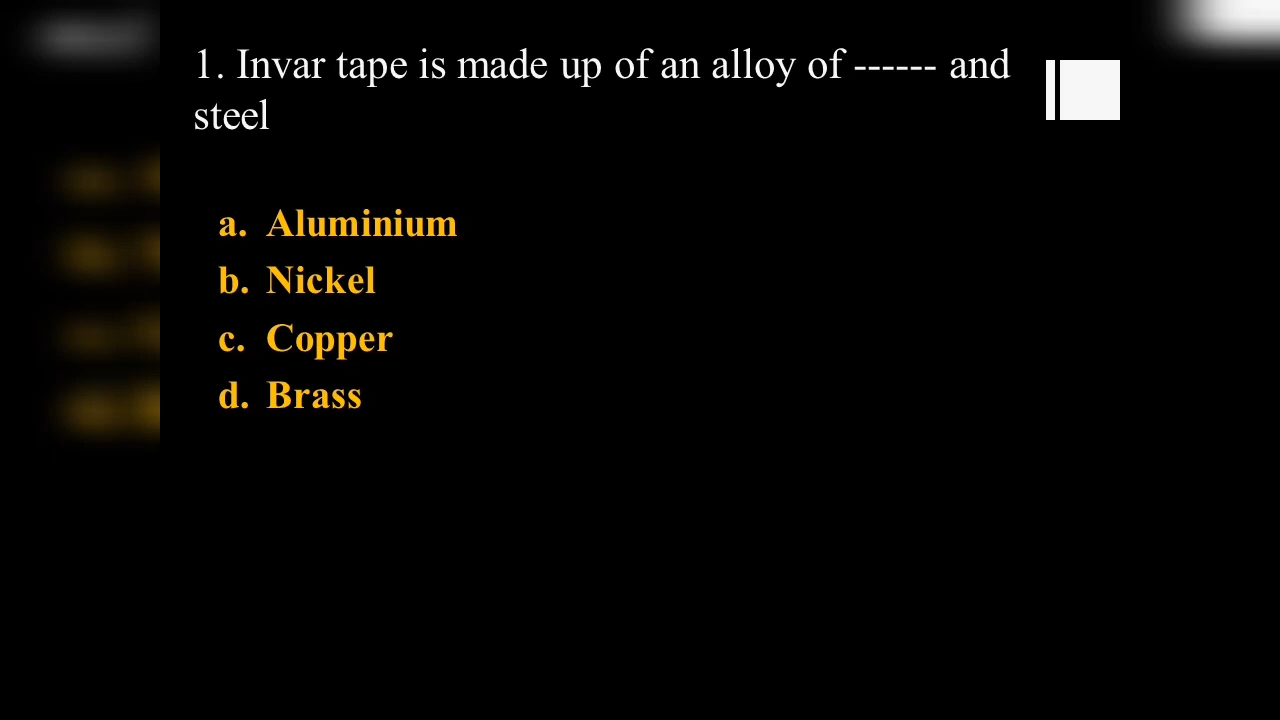 1. Invar tape is made up of an alloy of ------ and
steel
a. Aluminium
b. Nickel
c. Copper
d. Brass